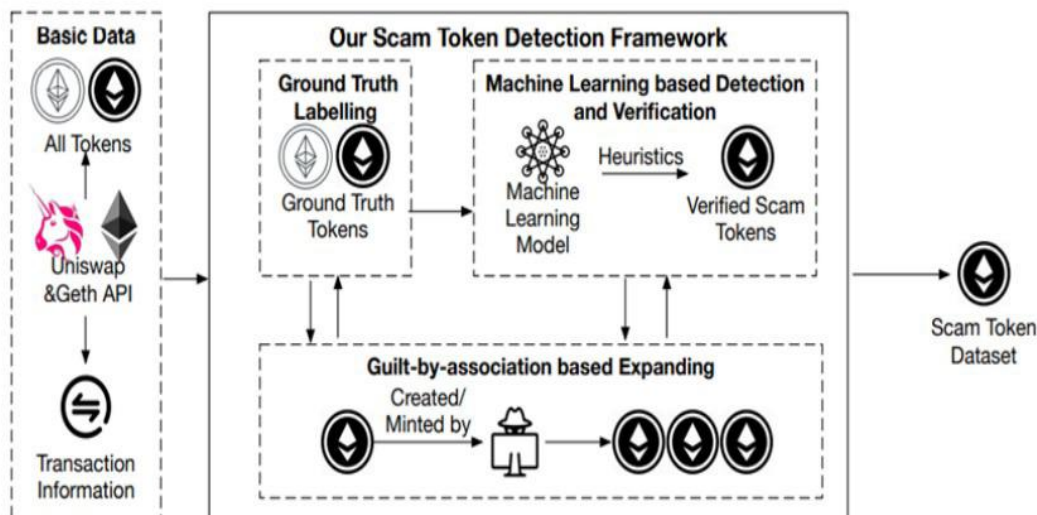 Basic Data
All Tokens
Uniswap
&Geth API
Transaction
Information
Our Scam Token Detection Framework
Ground Truth
Labelling
Ground Truth
Tokens
Machine Learning based Detection
and Verification
Machine
Learning
Model
Heuristics
Verified Scam
Tokens
Guilt-by-association based Expanding
Created/
Minted by
Scam Token
Dataset